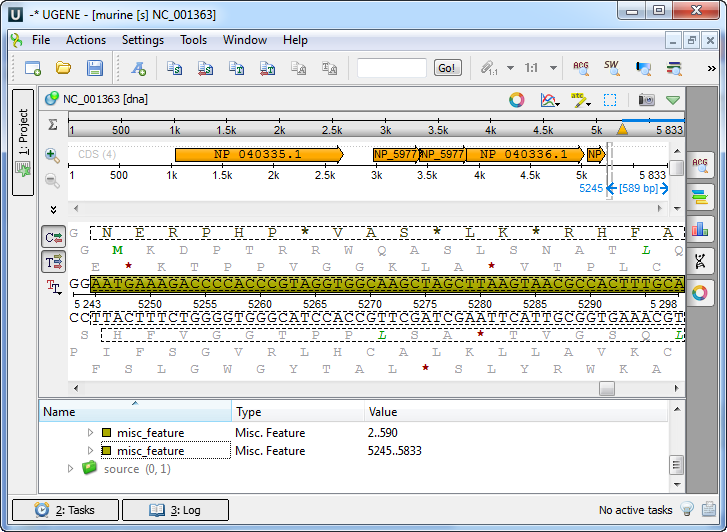 -* UGENE - [murine [s] NC_001363]
File Actions Settings Tools Window Help
Go! 1:1 ACG SW »
1: Project
NC_001363 [dna]
Σ
1 500 1k 1.5k 2k 2.5k 3k 3.5k 4k 4.5k 5k 5 833
CDS (4) NP 040335.1 NP_5977 NP_5977 NP 040336.1 NP
1 500 1k 1.5k 2k 2.5k 3k 3.5k 4k 4.5k 5k 5 833
5245 [589 bp]
G N E R P H P * V A S * L K * R H F A
G M K D P T R R W Q A S L S N A T L Q
E * K T P P V G G K L A * V T P L C
GGAATGAAAGACCCCACCCGTAGGTGGCAAGCTAGCTTAAGTAACGCCACTTTGCA
5 243 5250 5255 5260 5265 5270 5275 5280 5285 5290 5 298
CCTTACTTTCTGGGGTGGGCATCCACCGTTCGATCGAATTCATTGCGGTGAAACGT
S H F V G G T P P L S A * T V G S Q L
P I F S G V R L H C A L K L L A V K C
F S L G W G Y T A L * S L Y R W K A
Name Type Value
misc_feature Misc. Feature 2..590
misc_feature Misc. Feature 5245..5833
source (0, 1)
2: Tasks 3: Log No active tasks